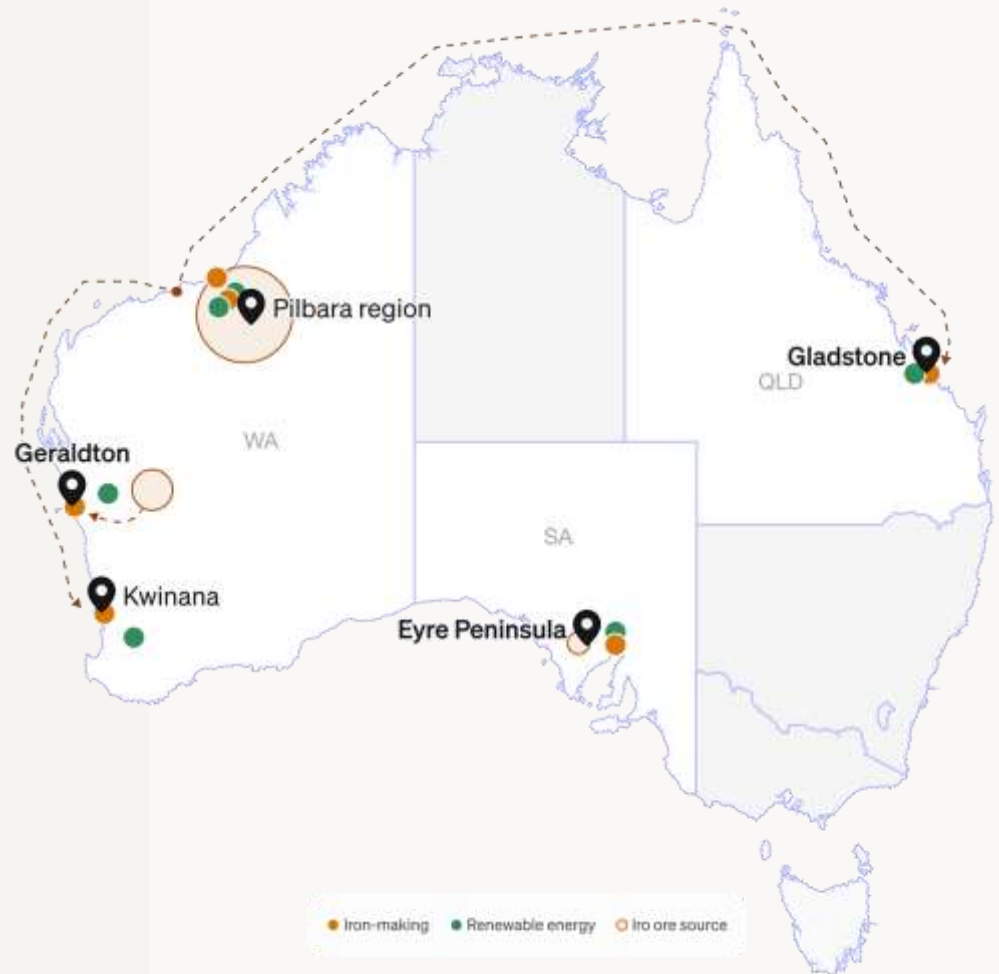 Pilbara region
Gladstone
QLD
WA
Geraldton
SA
Kwinana
Eyre Peninsula
Iron-making
Renewable energy
Iro ore source